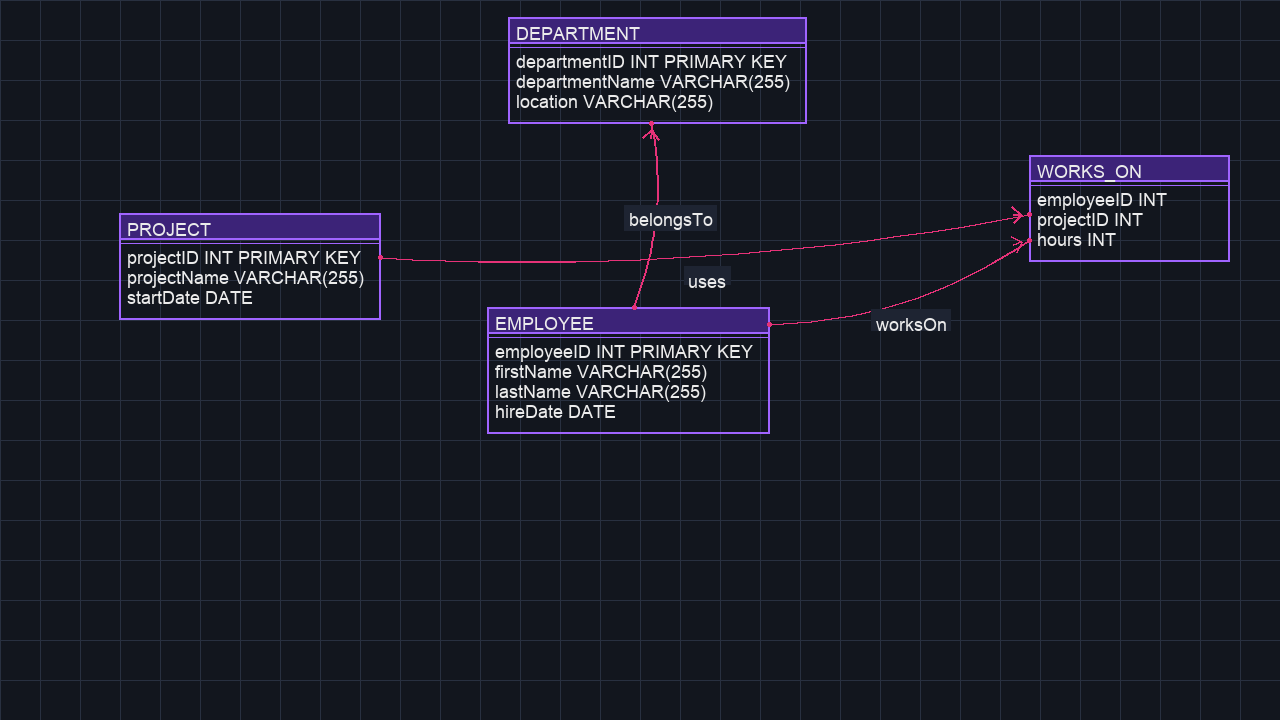 DEPARTMENT
departmentID INT PRIMARY KEY
departmentName VARCHAR(255)
location VARCHAR(255)
WORKS_ON
employeeID INT
projectID INT
hours INT
PROJECT
projectID INT PRIMARY KEY
projectName VARCHAR(255)
startDate DATE
belongsTo
uses
worksOn
EMPLOYEE
employeeID INT PRIMARY KEY
firstName VARCHAR(255)
lastName VARCHAR(255)
hireDate DATE